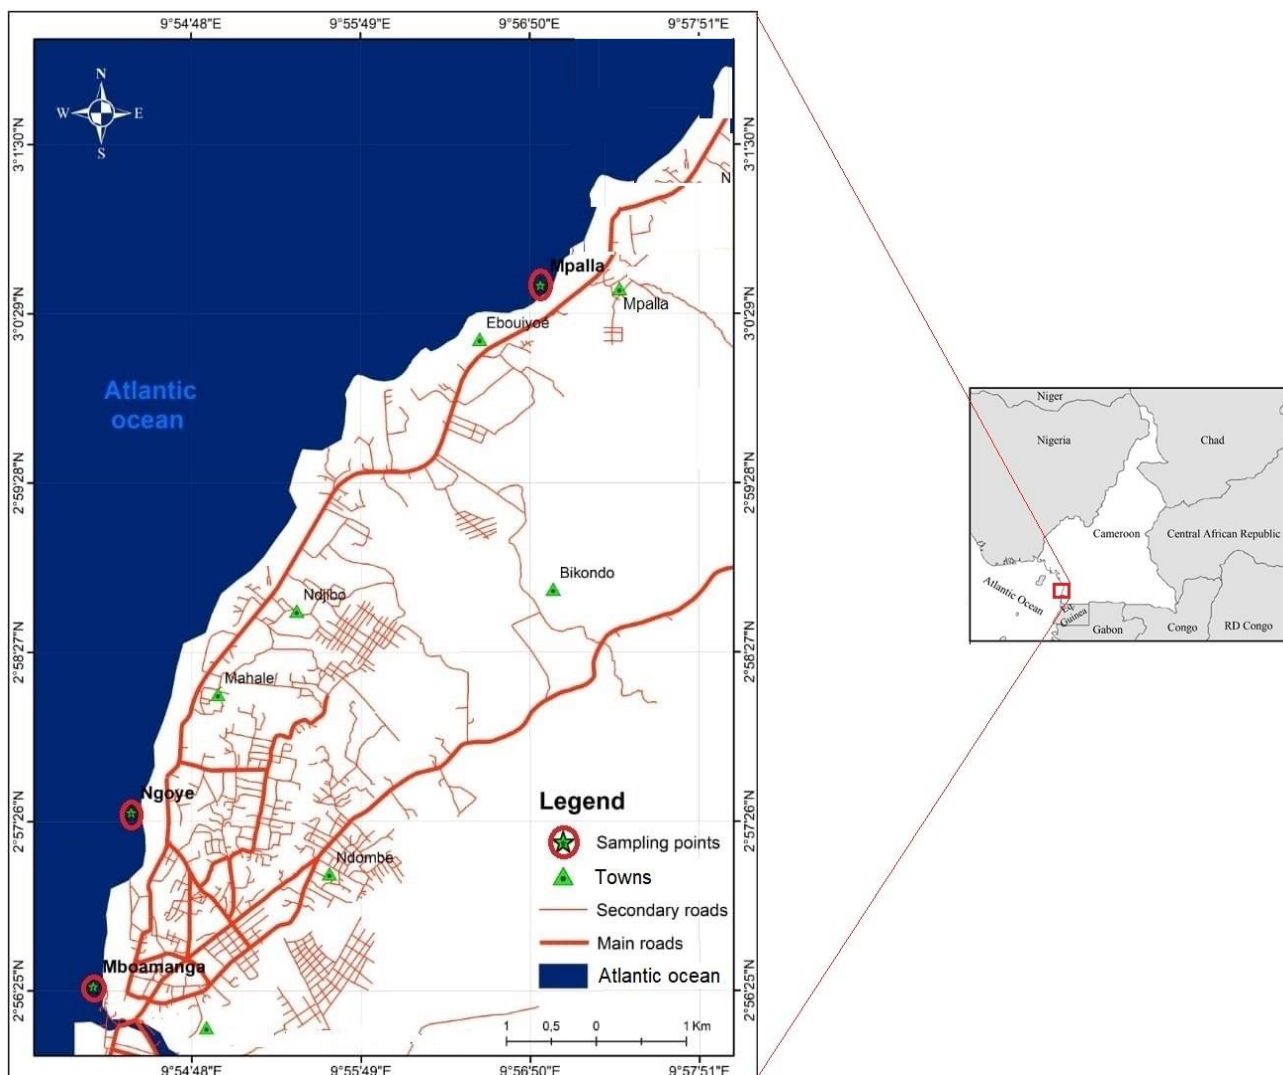 9°54'48"E 9°55'49"E 9°56'50"E 9°57'51"E
N
W E
S
3°1'30"N 3°1'30"N
N
Mpalla
Mpalla
3°0'29"N 3°0'29"N
Ebouiyoé
Atlantic
ocean
2°59'28"N 2°59'28"N
Bikondo
Ndjibo
2°58'27"N 2°58'27"N
Mahale
Ngoye
2°57'26"N 2°57'26"N
Ndombe
Mboamanga
2°56'25"N 2°56'25"N
Legend
Sampling points
Towns
Secondary roads
Main roads
Atlantic ocean
1 0,5 0 1 Km
9°54'48"E 9°55'49"E 9°56'50"E 9°57'51"E
Niger
Nigeria
Chad
Cameroon
Central African Republic
Atlantic Ocean
Eq.
Guinea
Gabon
Congo
RD Congo